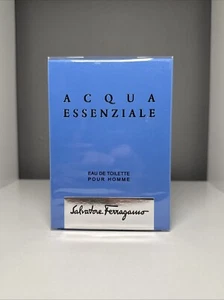 ACQUA
ESSENZIALE
EAU DE TOILETTE
POUR HOMME
Salvatore Ferragamo